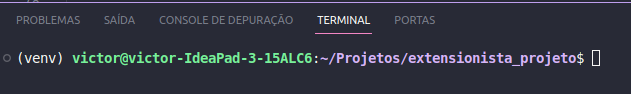 PROBLEMAS SAÍDA CONSOLE DE DEPURAÇÃO TERMINAL PORTAS
(venv) victor@victor-IdeaPad-3-15ALC6:~/Projetos/extensionista_projeto$